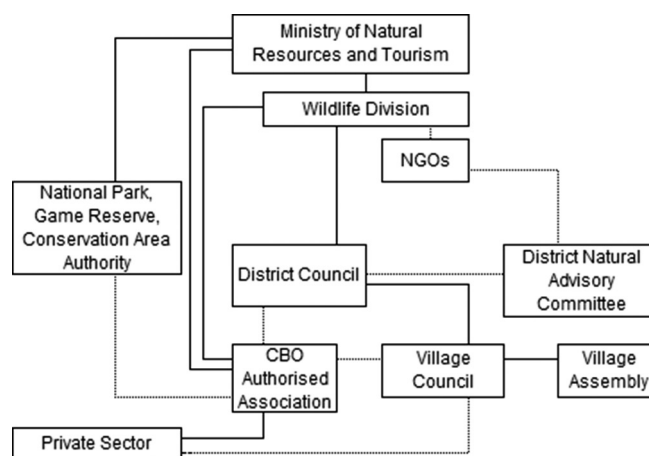 Ministry of Natural
Resources and Tourism
Wildlife Division
NGOs
National Park,
Game Reserve,
Conservation Area
Authority
District Council
District Natural
Advisory
Committee
CBO
Authorised
Association
Village
Council
Village
Assembly
Private Sector